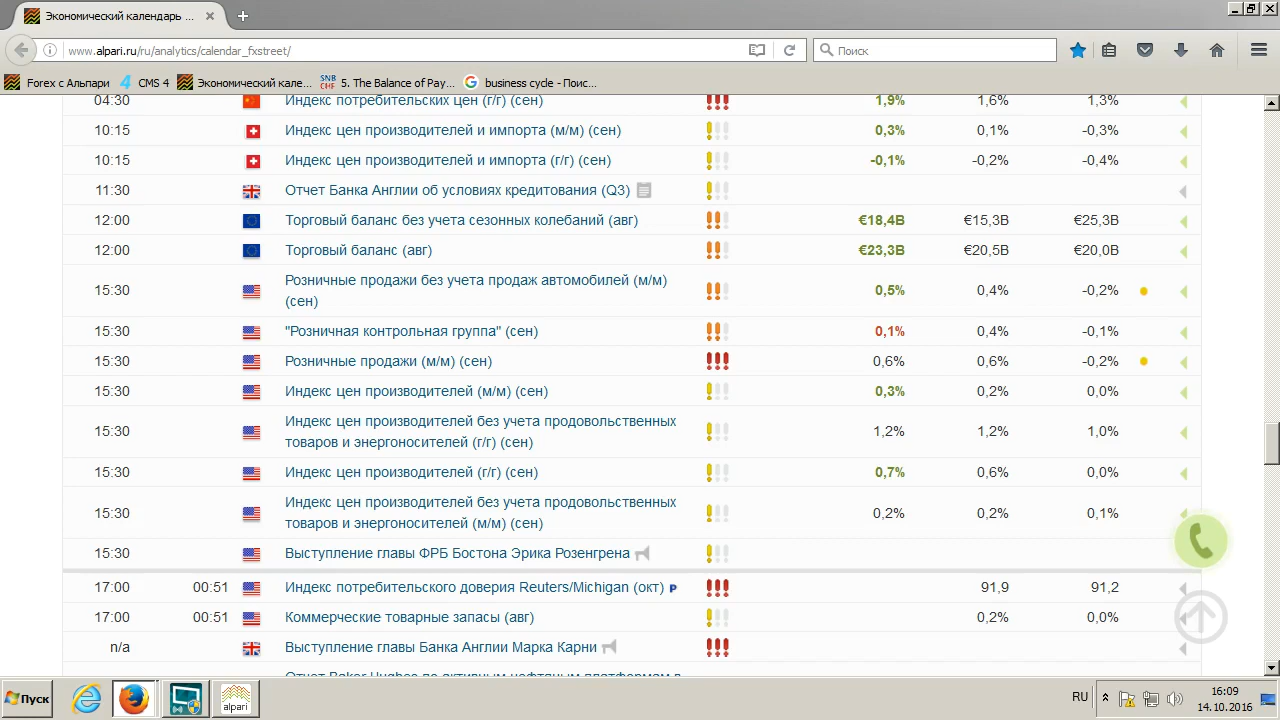 Экономический календарь ...
www.alpari.ru/ru/analytics/calendar_fxstreet/
Поиск
Forex с Альпари CMS 4 Экономический кале... SNB CHF 5. The Balance of Pay... business cycle - Поис...
04:30 Индекс потребительских цен (г/г) (сен) 1,9% 1,6% 1,3%
10:15 Индекс цен производителей и импорта (м/м) (сен) 0,3% 0,1% -0,3%
10:15 Индекс цен производителей и импорта (г/г) (сен) -0,1% -0,2% -0,4%
11:30 Отчет Банка Англии об условиях кредитования (Q3)
12:00 Торговый баланс без учета сезонных колебаний (авг) €18,4B €15,3B €25,3B
12:00 Торговый баланс (авг) €23,3B €20,5B €20,0B
15:30 Розничные продажи без учета продаж автомобилей (м/м) 0,5% 0,4% -0,2%
(сен)
15:30 "Розничная контрольная группа" (сен) 0,1% 0,4% -0,1%
15:30 Розничные продажи (м/м) (сен) 0,6% 0,6% -0,2%
15:30 Индекс цен производителей (м/м) (сен) 0,3% 0,2% 0,0%
15:30 Индекс цен производителей без учета продовольственных 1,2% 1,2% 1,0%
товаров и энергоносителей (г/г) (сен)
15:30 Индекс цен производителей (г/г) (сен) 0,7% 0,6% 0,0%
15:30 Индекс цен производителей без учета продовольственных 0,2% 0,2% 0,1%
товаров и энергоносителей (м/м) (сен)
15:30 Выступление главы ФРБ Бостона Эрика Розенгрена
17:00 00:51 Индекс потребительского доверия Reuters/Michigan (окт) P 91,9 91,2
17:00 00:51 Коммерческие товарные запасы (авг) 0,2% 0,0%
n/a Выступление главы Банка Англии Марка Карни
Отчет Baker Hughes по активным нефтяным платформам в
Пуск alpari RU 16:09
14.10.2016